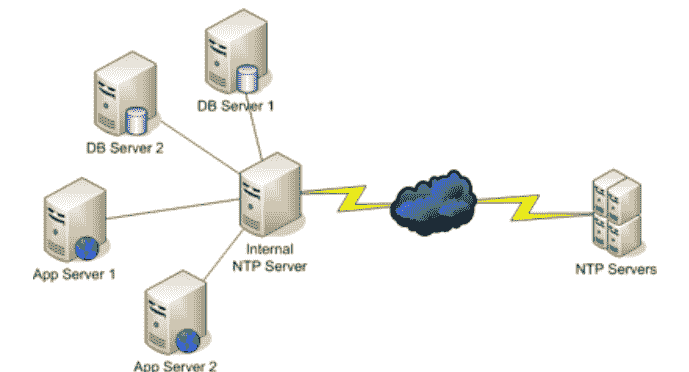 DB Server 1
DB Server 2
App Server 1
Internal
NTP Server
NTP Servers
App Server 2